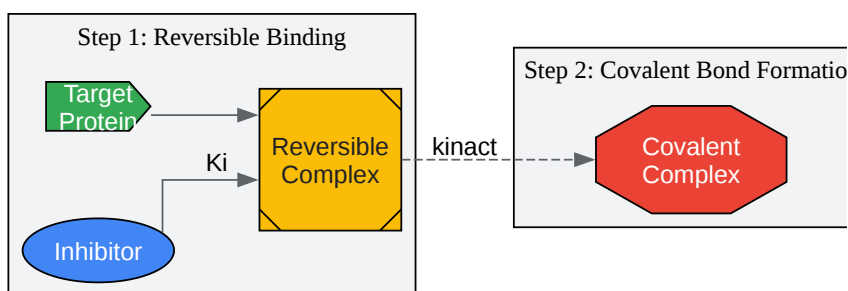 Step 1: Reversible Binding
Target
Protein
Ki
Inhibitor
Reversible
Complex
kinact
Step 2: Covalent Bond Formatio
Covalent
Complex